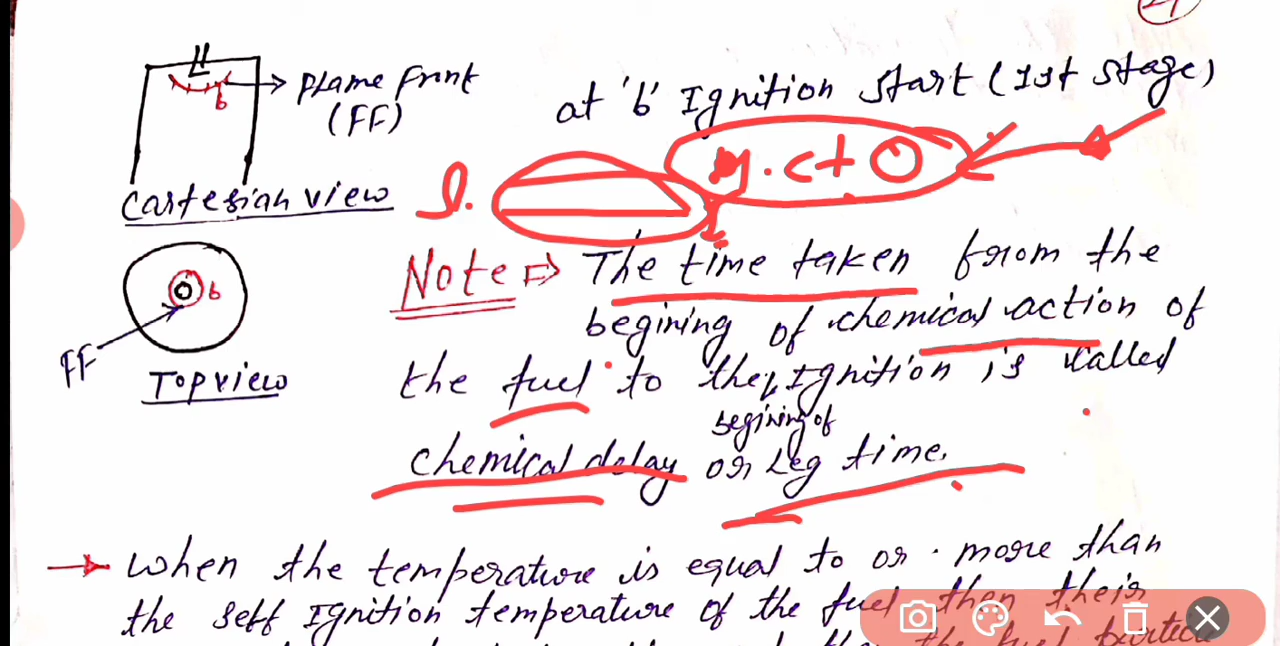 at 'b' Ignition start (1st stage)
Flame Front
(FF)
b
Cartesian view
b
FF
Top view
Note ⇒ The time taken from the
begining of chemical action of
the fuel to the Ignition is called
begining of
chemical delay or Leg time.
→ When the temperature is equal to or more than
the self Ignition temperature of the fuel then their
the fuel